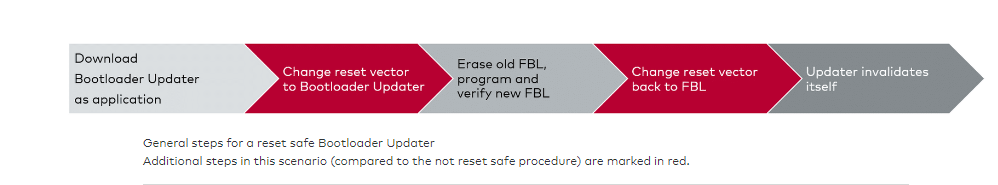 Download
Bootloader Updater
as application
Change reset vector
to Bootloader Updater
Erase old FBL,
program and
verify new FBL
Change reset vector
back to FBL
Updater invalidates
itself
General steps for a reset safe Bootloader Updater
Additional steps in this scenario (compared to the not reset safe procedure) are marked in red.